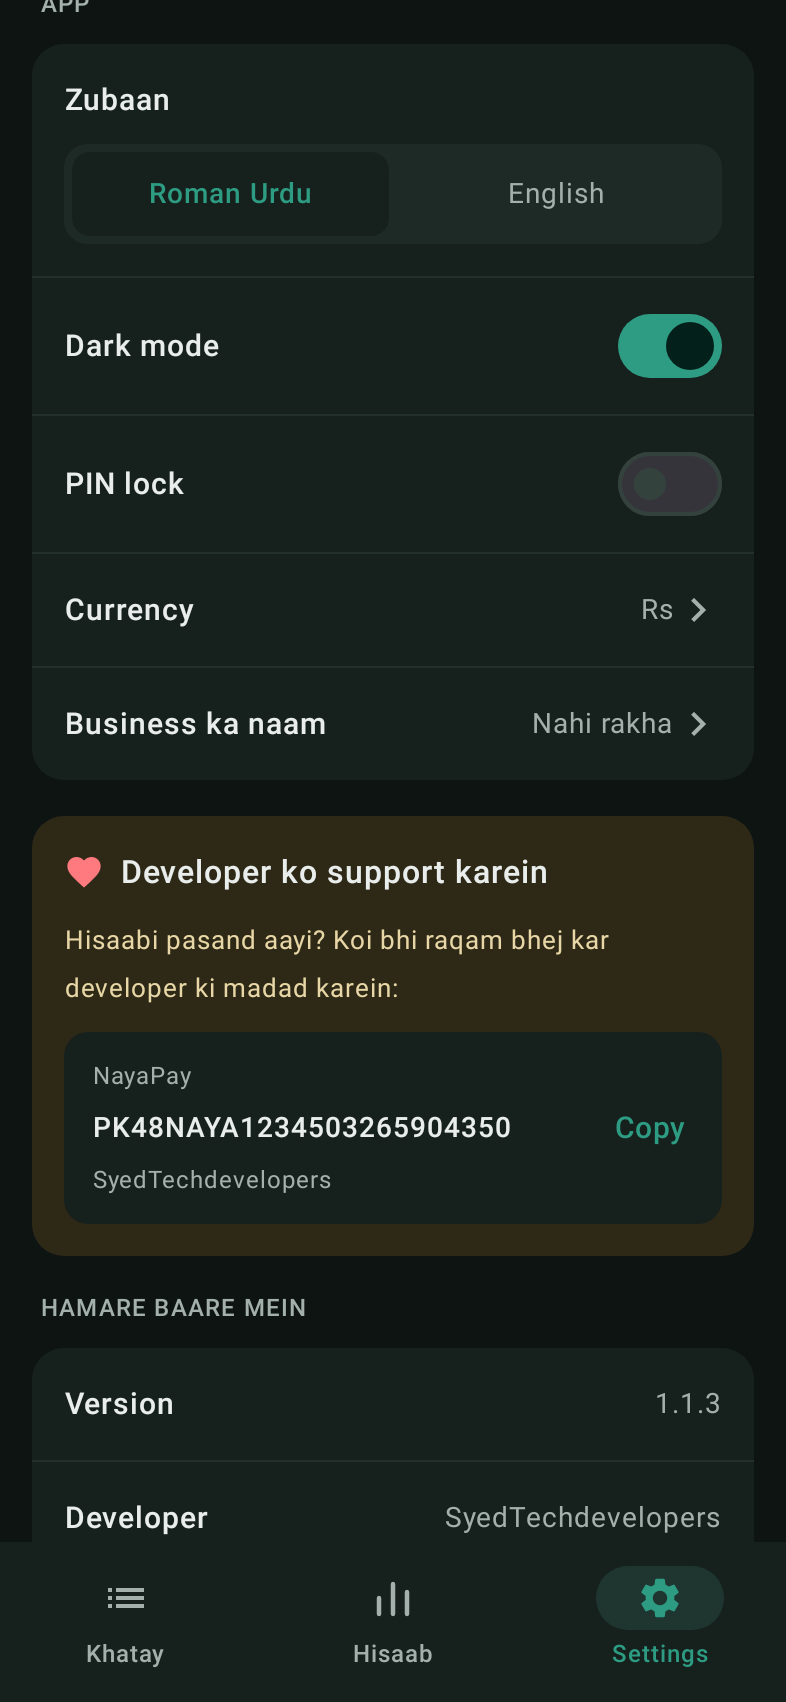 APP
Zubaan
Roman Urdu English
Dark mode
PIN lock
Currency Rs
Business ka naam Nahi rakha
Developer ko support karein
Hisaabi pasand aayi? Koi bhi raqam bhej kar
developer ki madad karein:
NayaPay
PK48NAYA1234503265904350 Copy
SyedTechdevelopers
HAMARE BAARE MEIN
Version 1.1.3
Developer SyedTechdevelopers
Khatay Hisaab Settings